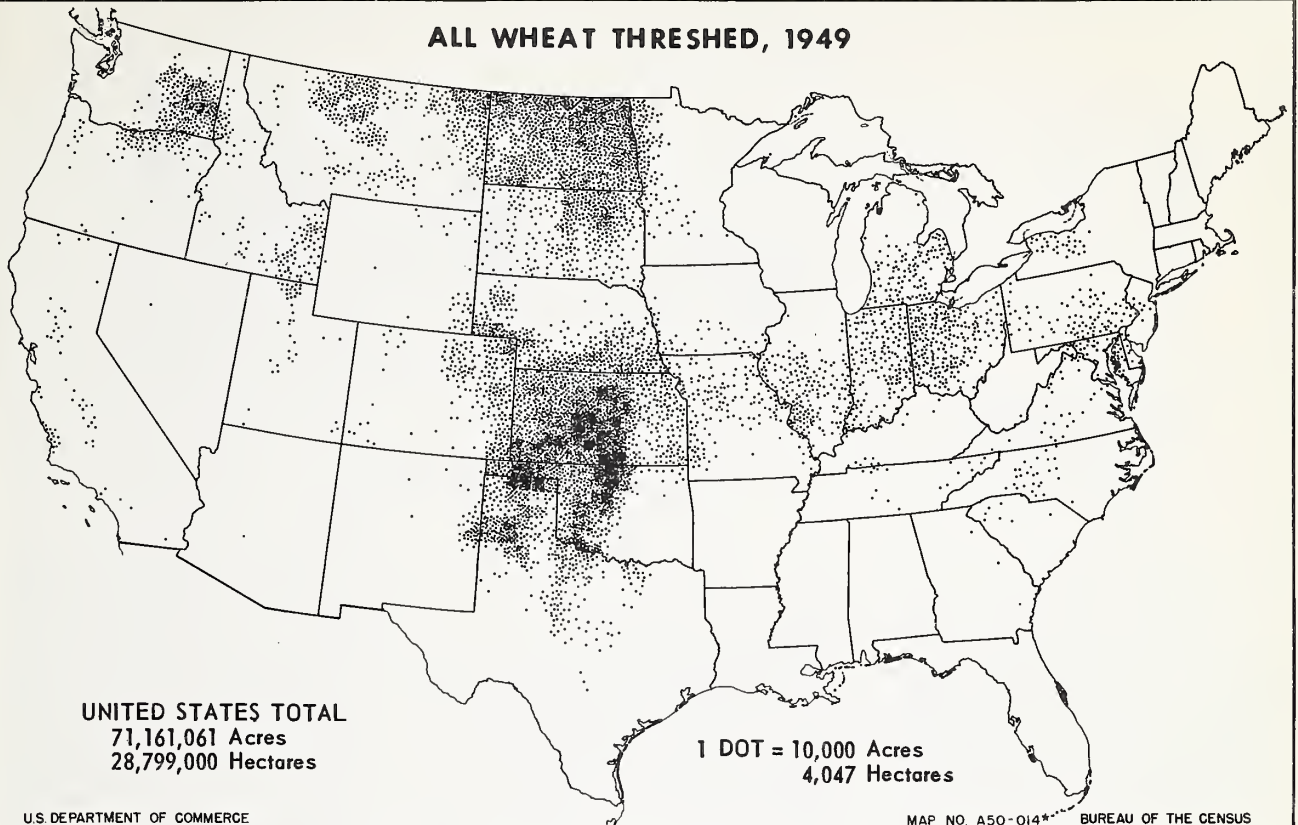 ALL WHEAT THRESHED, 1949
UNITED STATES TOTAL
71,161,061 Acres
28,799,000 Hectares
1 DOT = 10,000 Acres
4,047 Hectares
U.S. DEPARTMENT OF COMMERCE
MAP NO. A50-014* BUREAU OF THE CENSUS